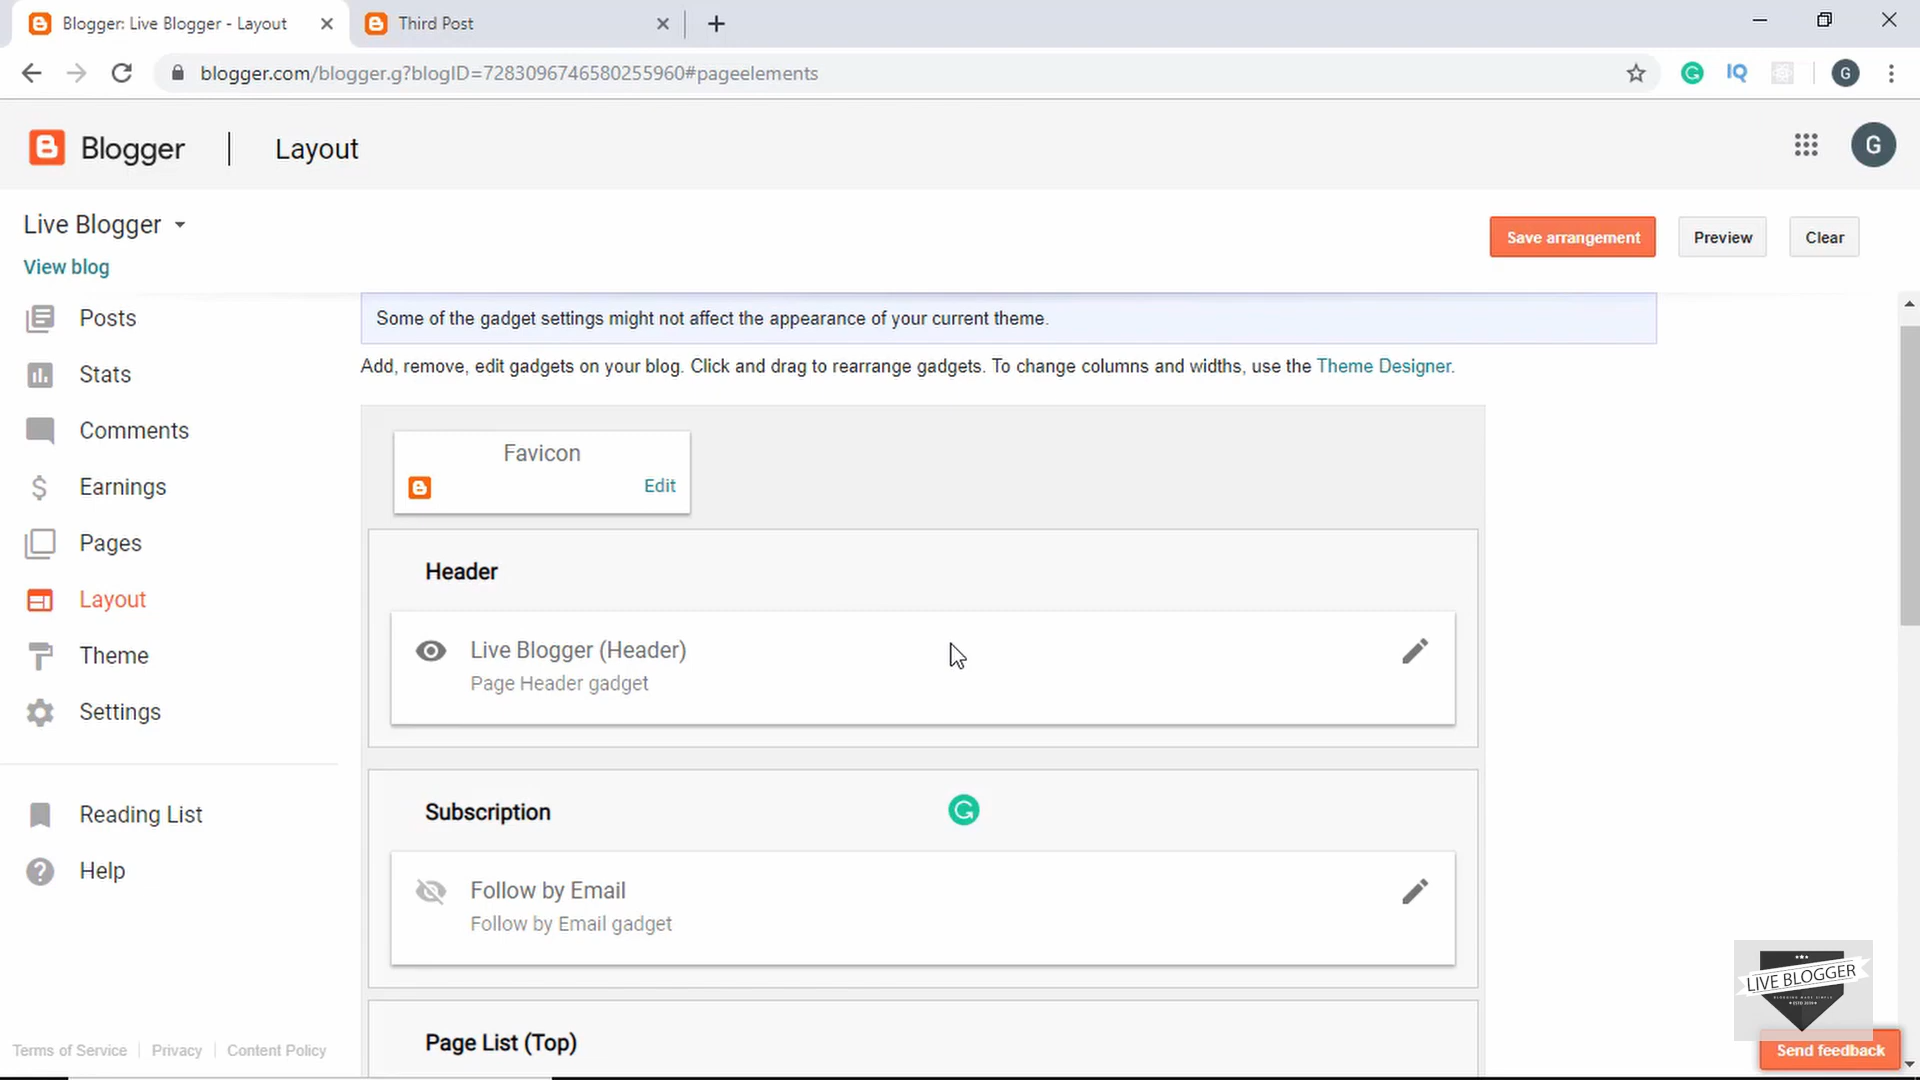 Blogger: Live Blogger - Layout
Third Post
blogger.com/blogger.g?blogID=7283096746580255960#pageelements
IQ
G
Blogger
Layout
G
Live Blogger
View blog
Save arrangement
Preview
Clear
Posts
Stats
Comments
Earnings
Pages
Layout
Theme
Settings
Reading List
Help
Terms of Service
Privacy
Content Policy
Some of the gadget settings might not affect the appearance of your current theme.
Add, remove, edit gadgets on your blog. Click and drag to rearrange gadgets. To change columns and widths, use the Theme Designer.
Favicon
Edit
Header
Live Blogger (Header)
Page Header gadget
Subscription
Follow by Email
Follow by Email gadget
Page List (Top)
LIVE BLOGGER
Send feedback